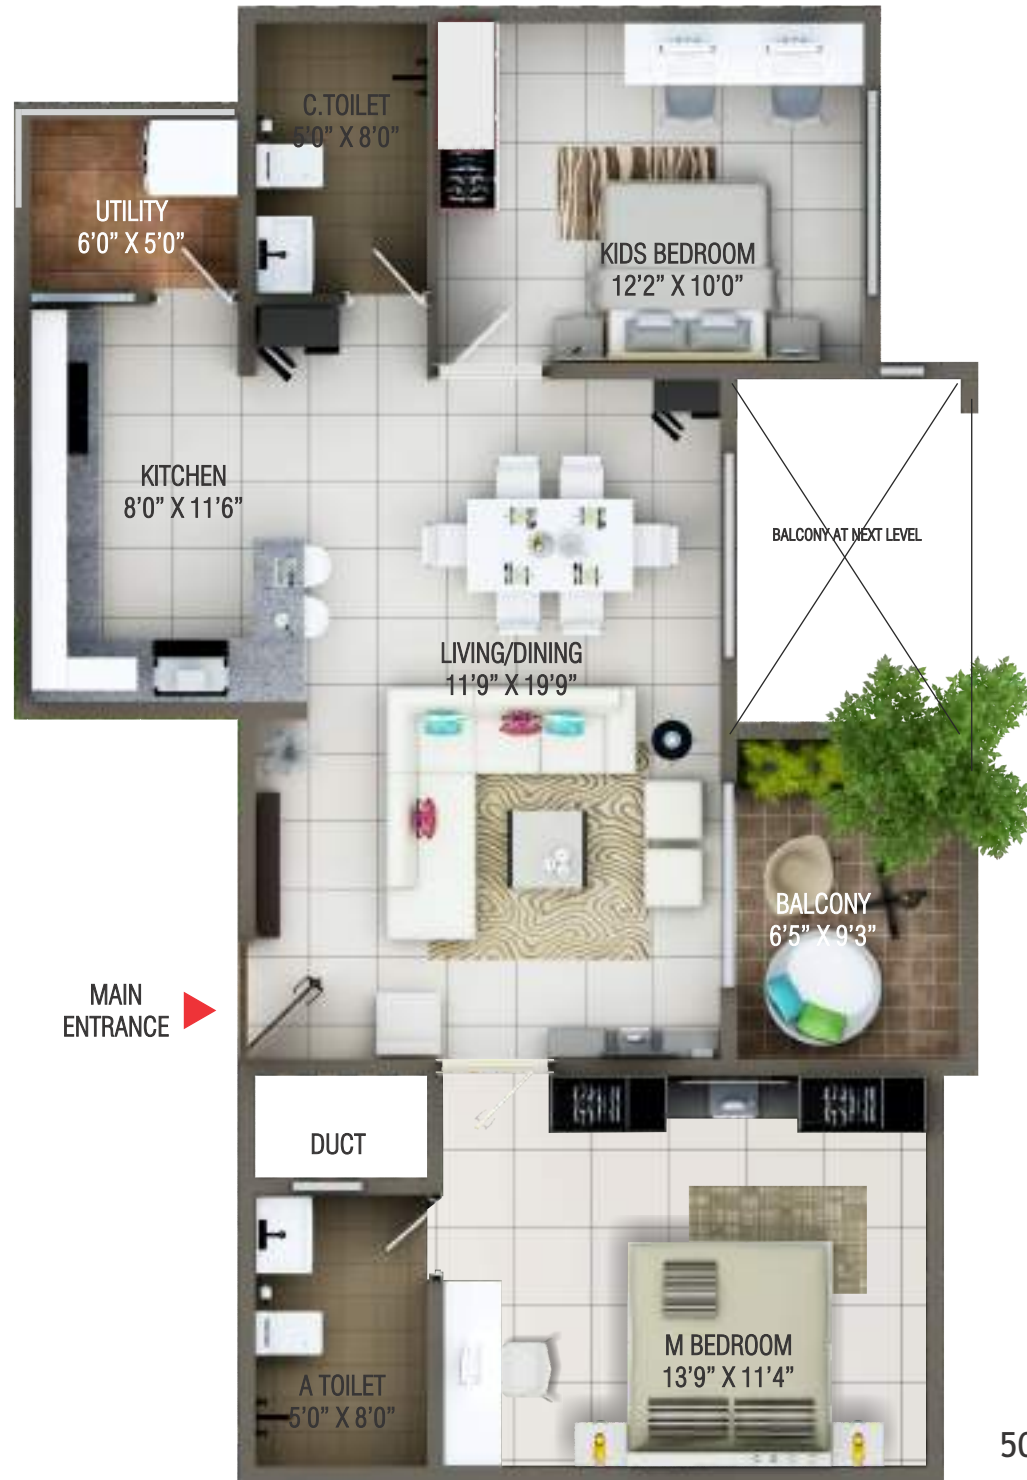 C.TOILET
5’0” X 8’0”
UTILITY
6’0” X 5’0”
KIDS BEDROOM
12’2” X 10’0”
KITCHEN
8’0” X 11’6”
BALCONY AT NEXT LEVEL
LIVING/DINING
11’9” X 19’9”
BALCONY
6’5” X 9’3”
MAIN
ENTRANCE
DUCT
M BEDROOM
13’9” X 11’4”
A TOILET
5’0” X 8’0”
50